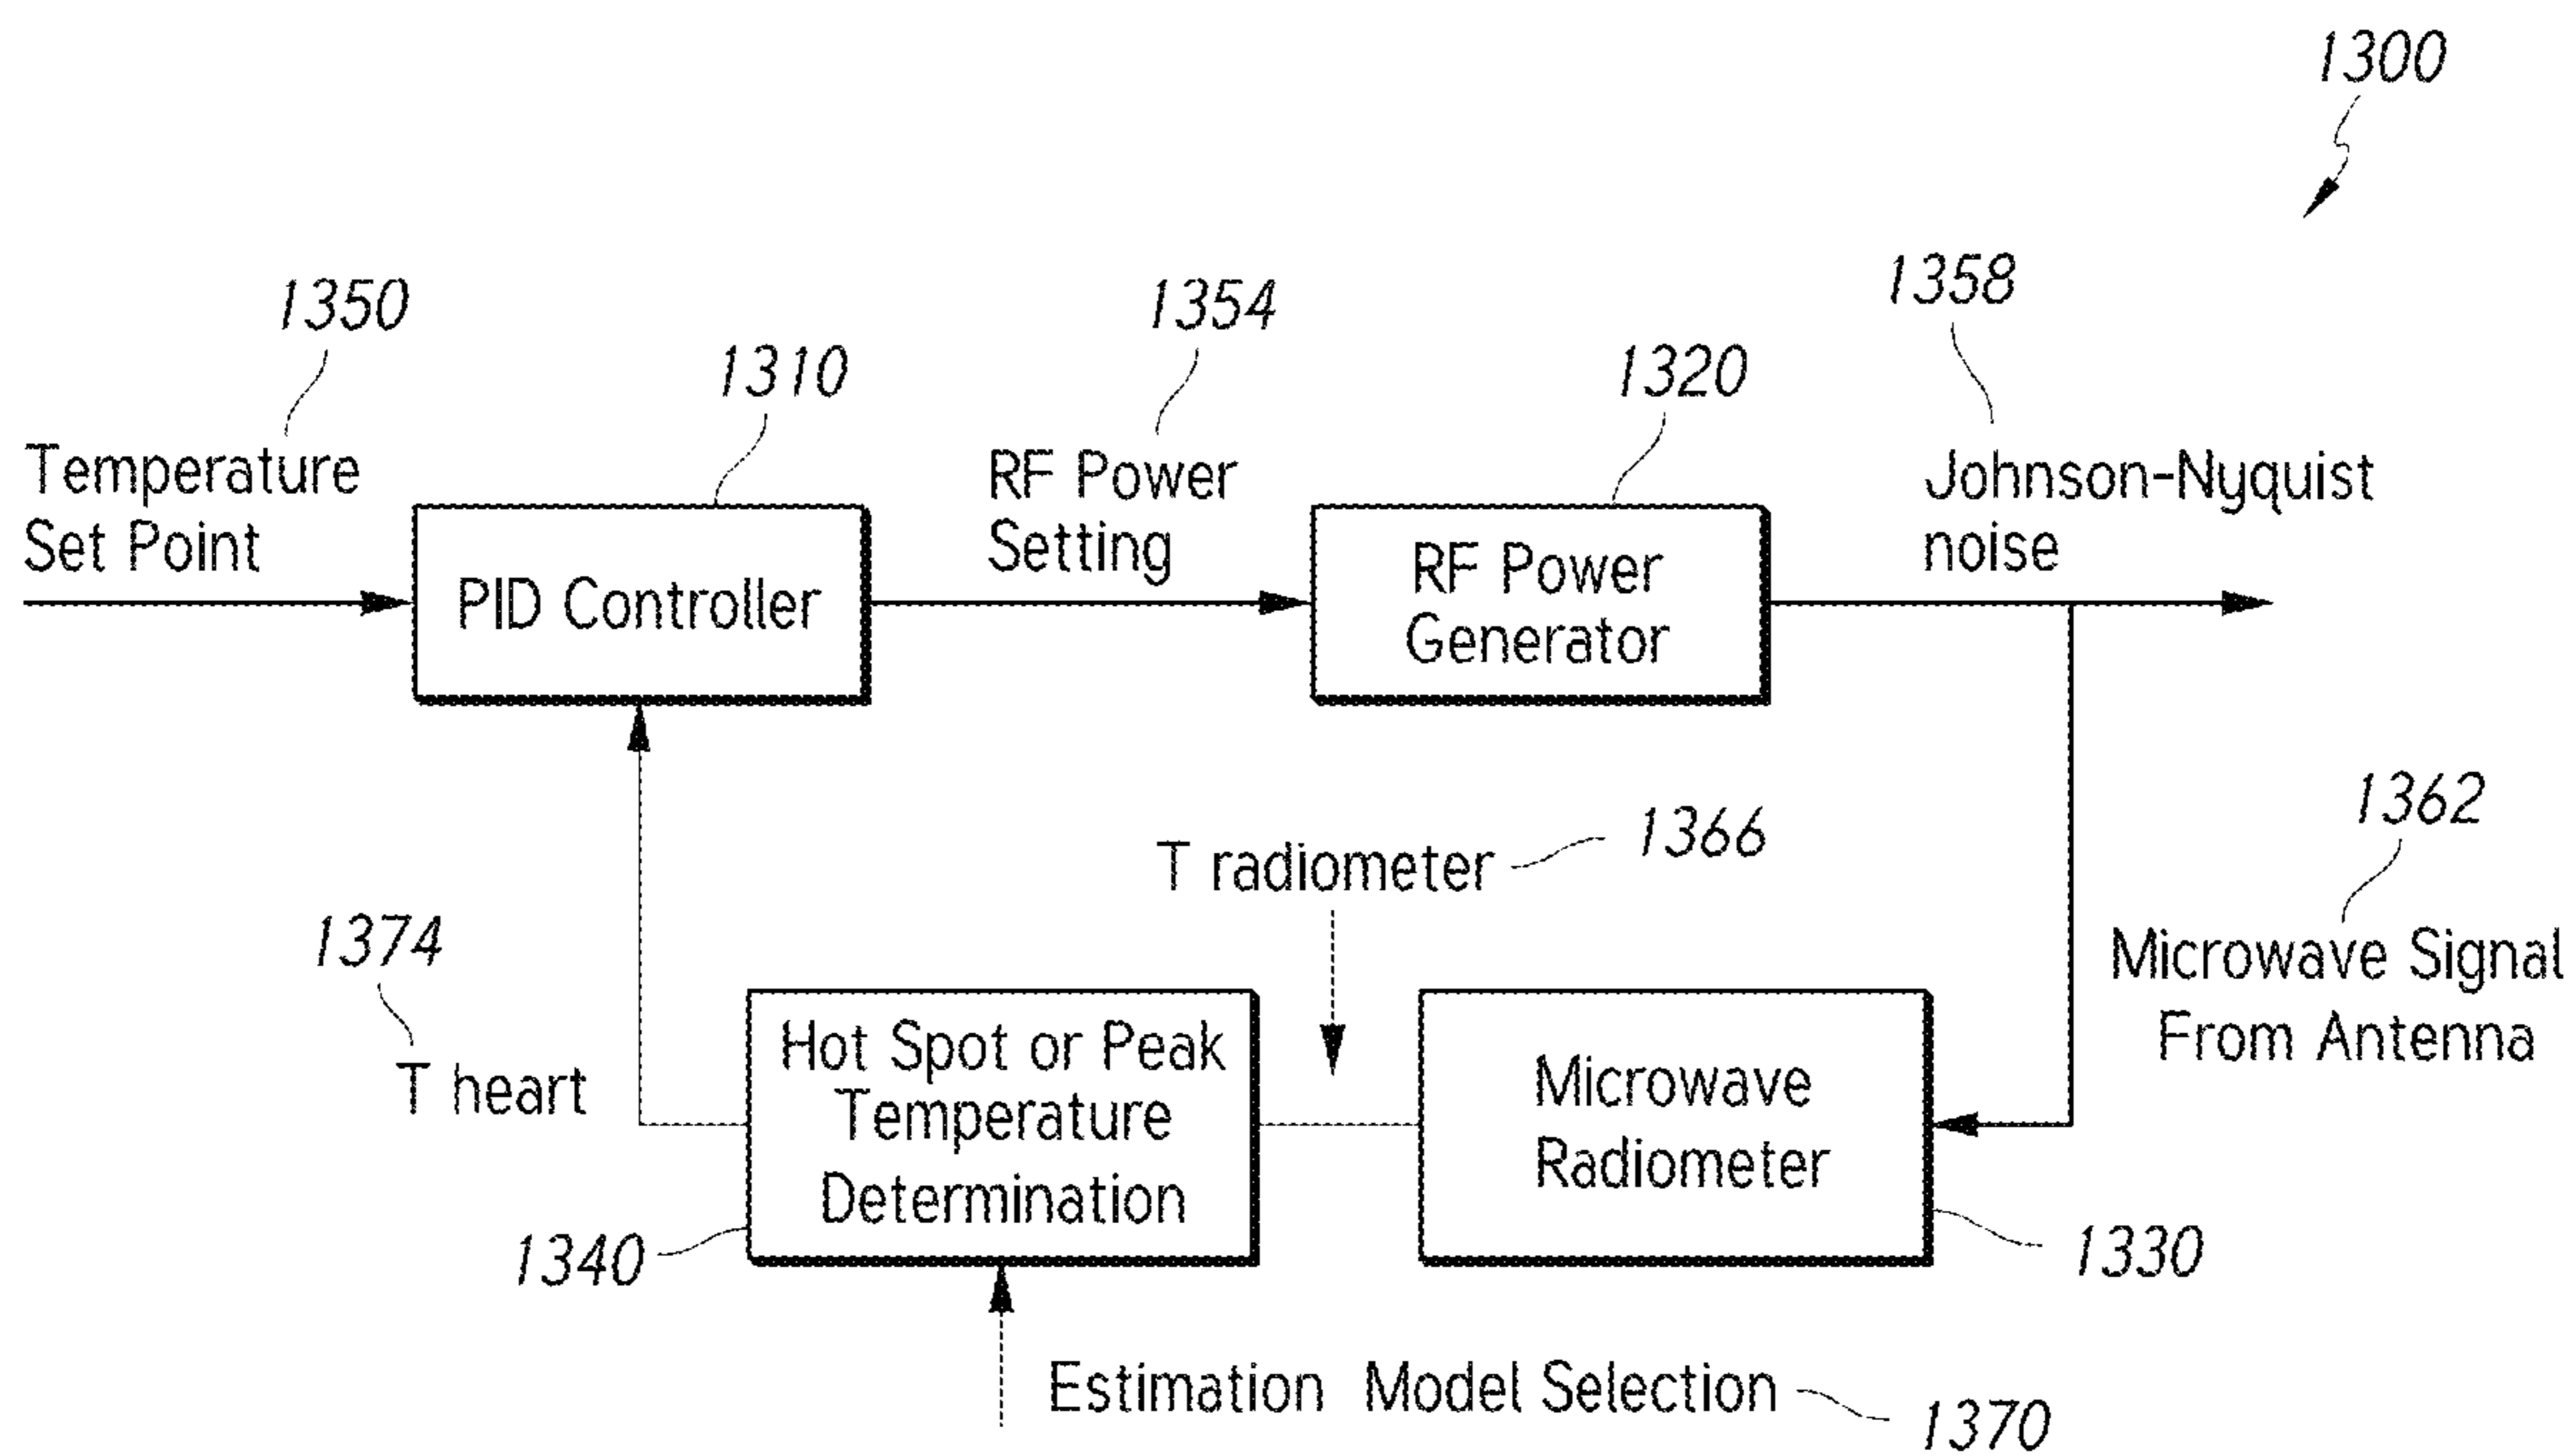 1300
1350
1354
1358
1310
1320
Temperature
Set Point
RF Power
Setting
Johnson-Nyquist
noise
PID Controller
RF Power
Generator
1362
1366
T radiometer
1374
Microwave Signal
From Antenna
T heart
Hot Spot or Peak
Temperature
Determination
Microwave
Radiometer
1340
1330
Estimation Model Selection
1370